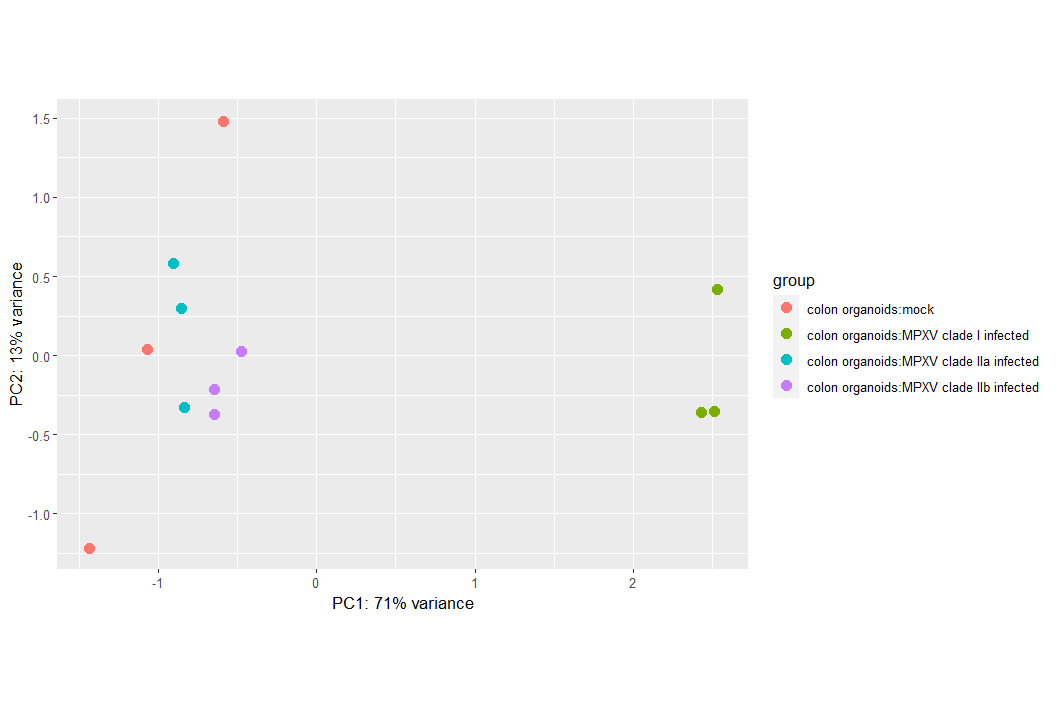 1.5
1.0
0.5
0.0
-0.5
-1.0
PC2: 13% variance
-1
0
1
2
PC1: 71% variance
group
colon organoids:mock
colon organoids:MPXV clade I infected
colon organoids:MPXV clade IIa infected
colon organoids:MPXV clade IIb infected